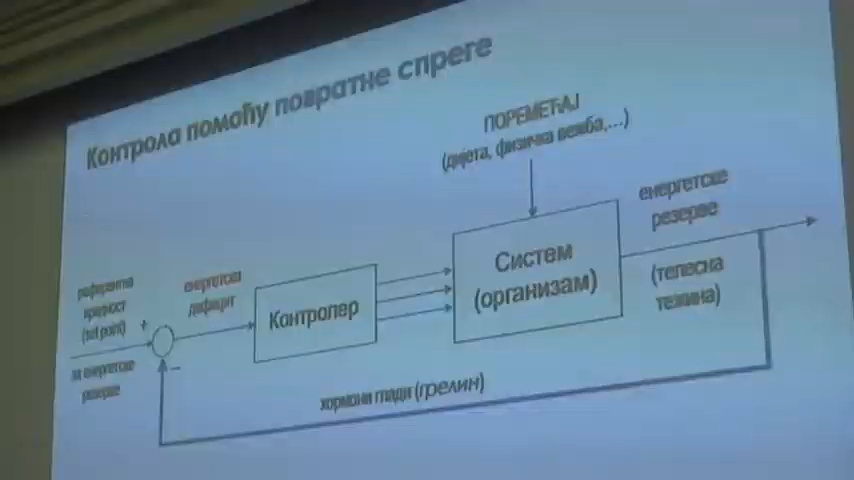 Контрола помоћу повратне спреге
ПОРЕМЕЋАЈ
(дијета, физичка вежба,...)
енергетске
резерве
(телесна
тежина)
Систем
(организам)
Контролер
енергетски
дефицит
референтна
вредност
(set point)
+
за енергетске
резерве
−
хормони глади (грелин)